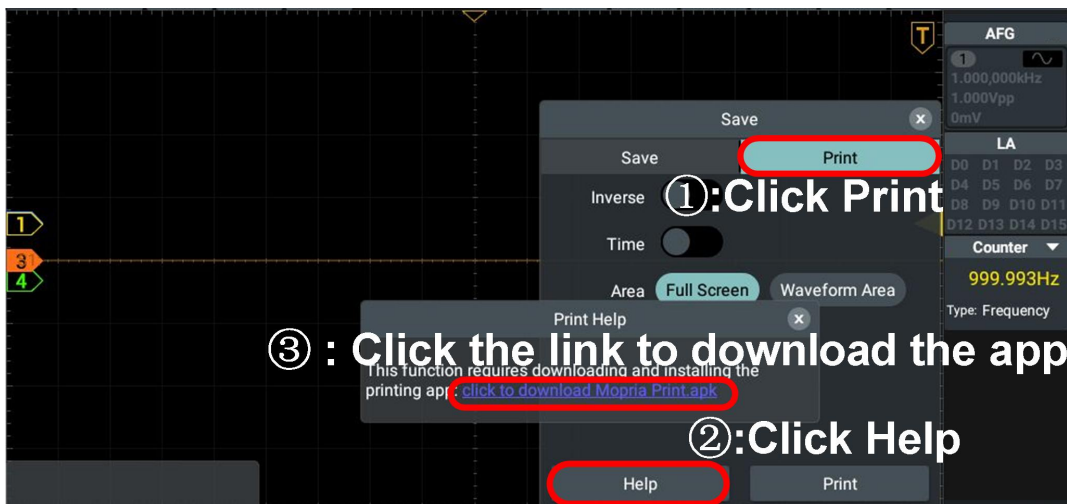 T
AFG
1
1.000,000kHz
1.000Vpp
0mV
LA
D0 D1 D2 D3
D4 D5 D6 D7
D8 D9 D10 D11
D12 D13 D14 D15
Counter
999.993Hz
Type: Frequency
Save
x
Save
Print
①:Click Print
Inverse
Time
Area
Full Screen
Waveform Area
1
3
4
Print Help
x
③ : Click the link to download the app
This function requires downloading and installing the
printing app: click to download Mopria Print.apk
②:Click Help
Help
Print